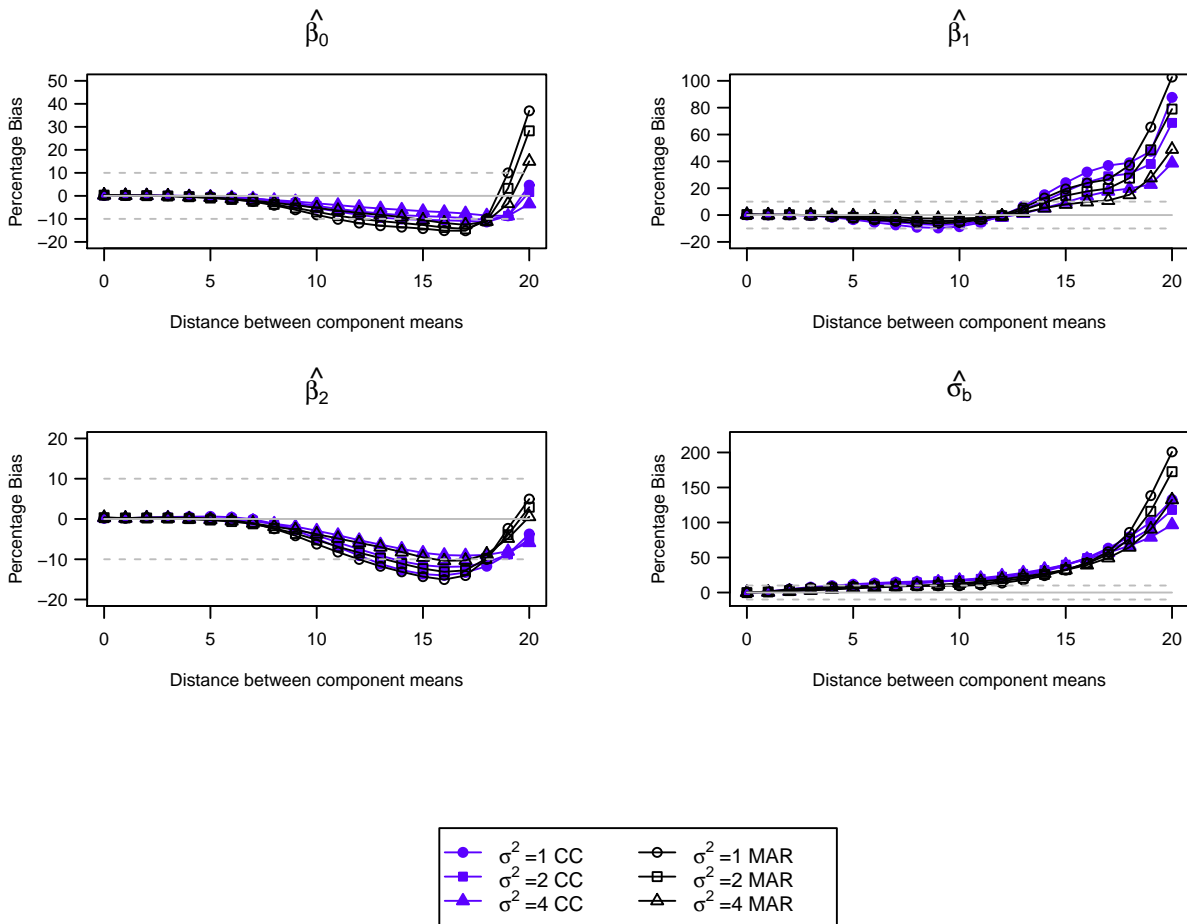 β̂0
Percentage Bias
50
40
30
20
10
0
−10
−20
0 5 10 15 20
Distance between component means
β̂1
Percentage Bias
100
80
60
40
20
0
−20
0 5 10 15 20
Distance between component means
β̂2
Percentage Bias
20
10
0
−10
−20
0 5 10 15 20
Distance between component means
σ̂b
Percentage Bias
200
150
100
50
0
0 5 10 15 20
Distance between component means
σ² =1 CC
σ² =2 CC
σ² =4 CC
σ² =1 MAR
σ² =2 MAR
σ² =4 MAR